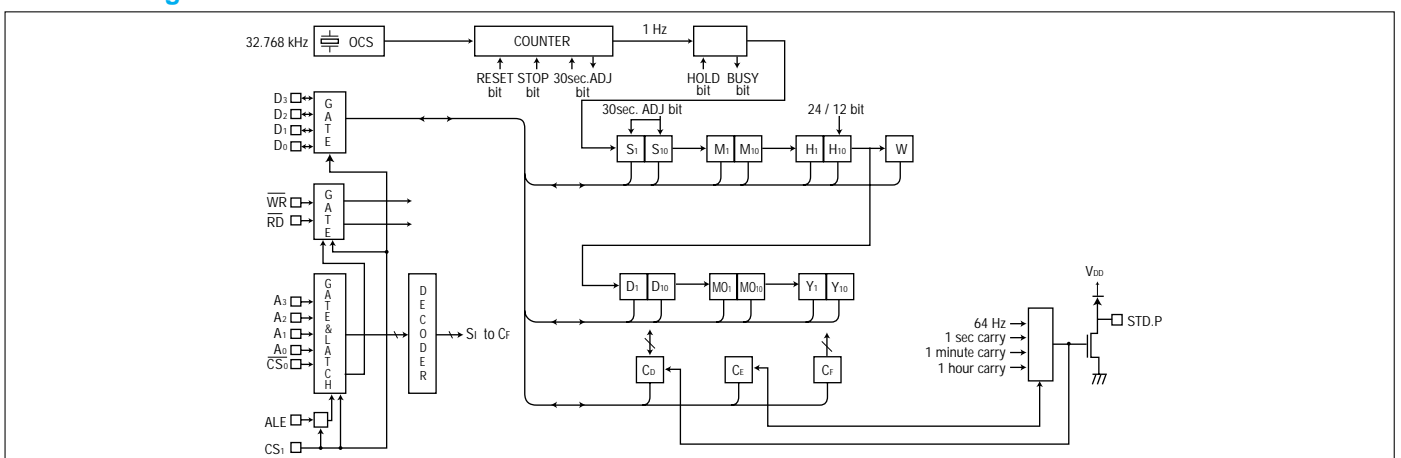 g
32.768 kHz OCS COUNTER 1 Hz
RESET bit STOP bit 30sec.ADJ bit HOLD bit BUSY bit
D3
D2
D1
D0
GATE
30sec. ADJ bit 24 / 12 bit
S1 S10 M1 M10 H1 H10 W
WR
RD
GATE
A3
A2
A1
A0
CS0
GATE&LATCH
DECODER
SI to CF
D1 D10 MO1 MO10 Y1 Y10
CD CE CF
64 Hz
1 sec carry
1 minute carry
1 hour carry
VDD
STD.P
ALE
CS1